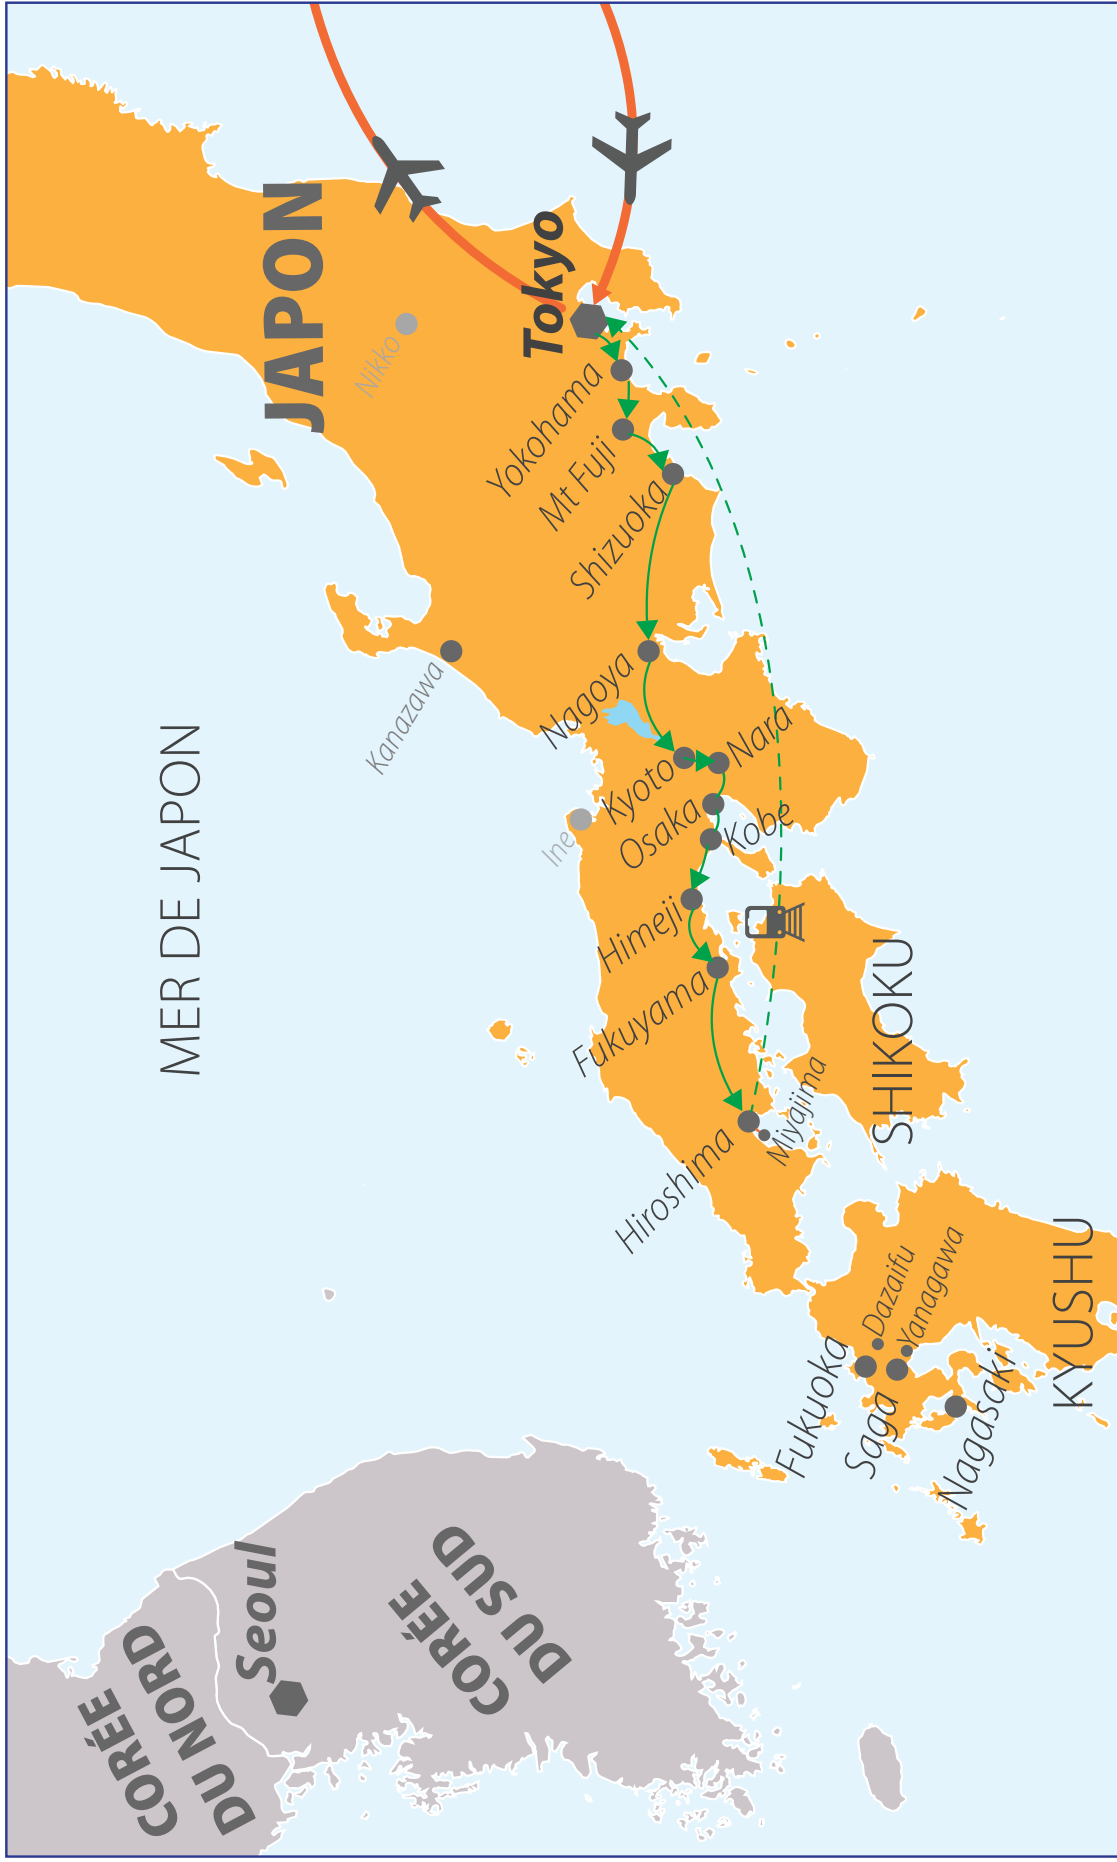 CORÉE
DU NORD
Seoul
CORÉE
DU SUD
MER DE JAPON
JAPON
Nikko
Tokyo
Yokohama
Mt Fuji
Shizuoka
Kanazawa
Nagoya
Ine
Kyoto
Nara
Osaka
Kobe
Himeji
Fukuyama
Hiroshima
Miyajima
SHIKOKU
Fukuoka
Dazaifu
Saga
Yanagawa
Nagasaki
KYUSHU